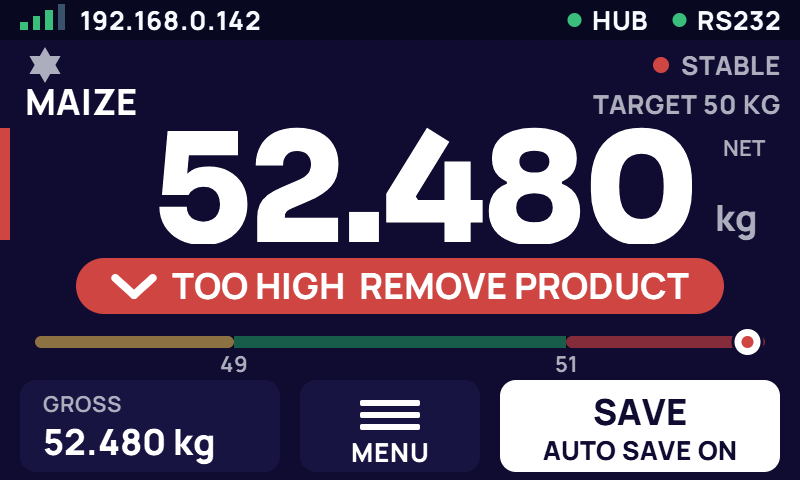 192.168.0.142 HUB RS232
STABLE
MAIZE
TARGET 50 KG
NET
52.480 kg
TOO HIGH REMOVE PRODUCT
49 51
GROSS
52.480 kg
MENU
SAVE
AUTO SAVE ON